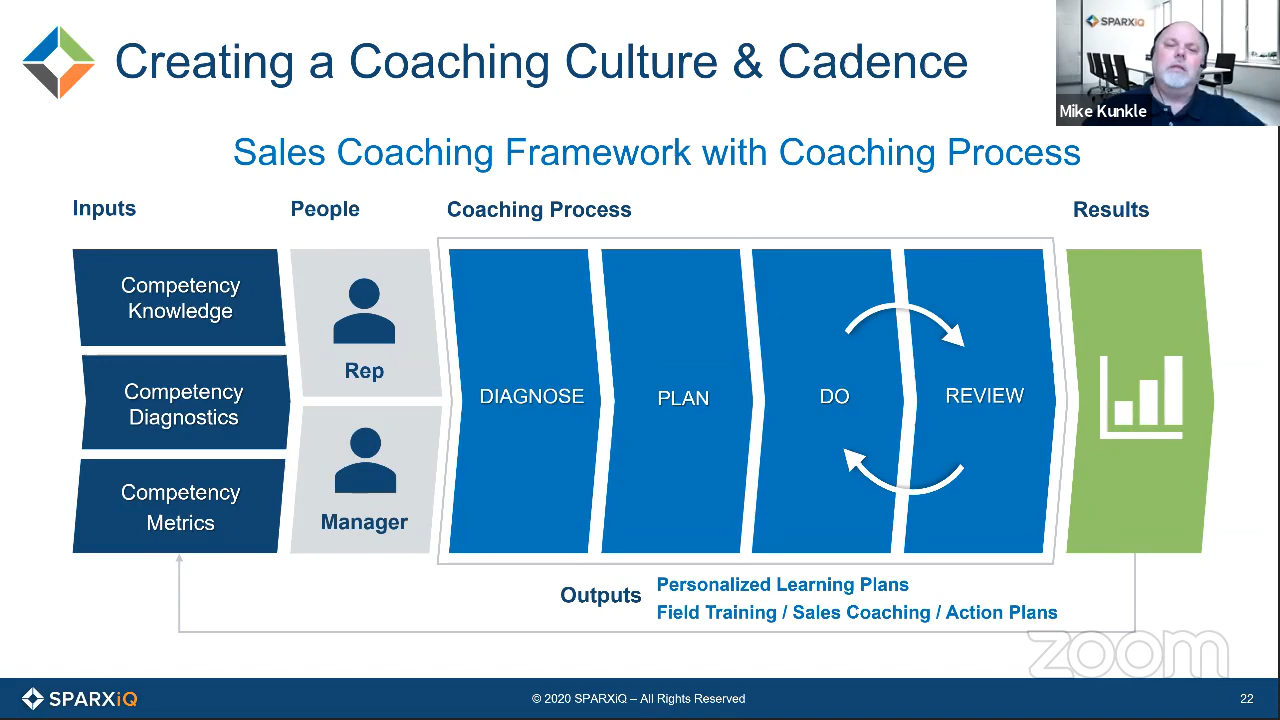 Creating a Coaching Culture & Cadence
SPARXiQ
Mike Kunkle
Sales Coaching Framework with Coaching Process
Inputs
People
Coaching Process
Results
Competency
Knowledge
Competency
Diagnostics
Competency
Metrics
Rep
Manager
DIAGNOSE
PLAN
DO
REVIEW
Outputs
Personalized Learning Plans
Field Training / Sales Coaching / Action Plans
zoom
SPARXiQ
© 2020 SPARXiQ – All Rights Reserved
22